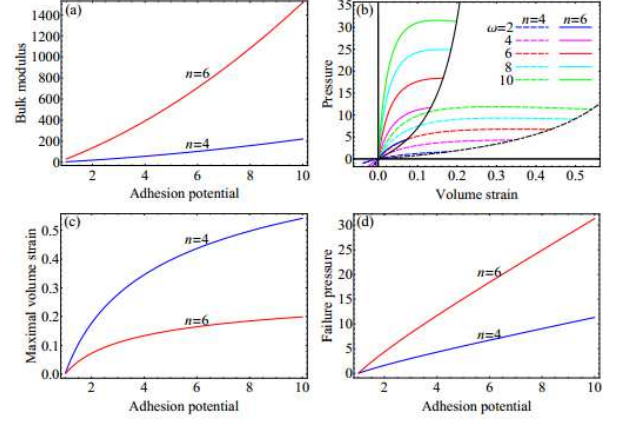 (a)
1400
1200
1000
800
600
400
200
0
n=6
n=4
Bulk modulus
2 4 6 8 10
Adhesion potential
(b)
35
30
25
20
15
10
5
0
n=4 n=6
ω=2
4
6
8
10
Pressure
0.0 0.1 0.2 0.3 0.4 0.5
Volume strain
(c)
0.5
0.4
0.3
0.2
0.1
0.0
n=4
n=6
Maximal volume strain
2 4 6 8 10
Adhesion potential
(d)
30
25
20
15
10
5
0
n=6
n=4
Failure pressure
2 4 6 8 10
Adhesion potential